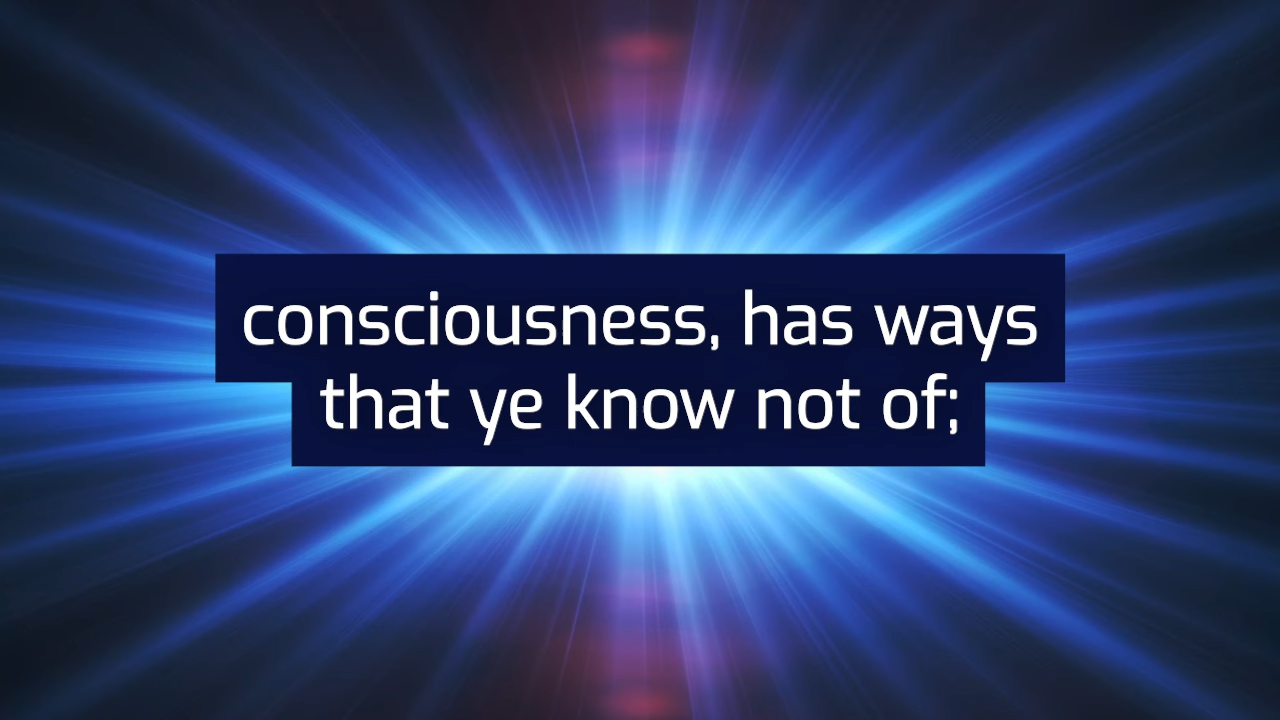 consciousness, has ways
that ye know not of;